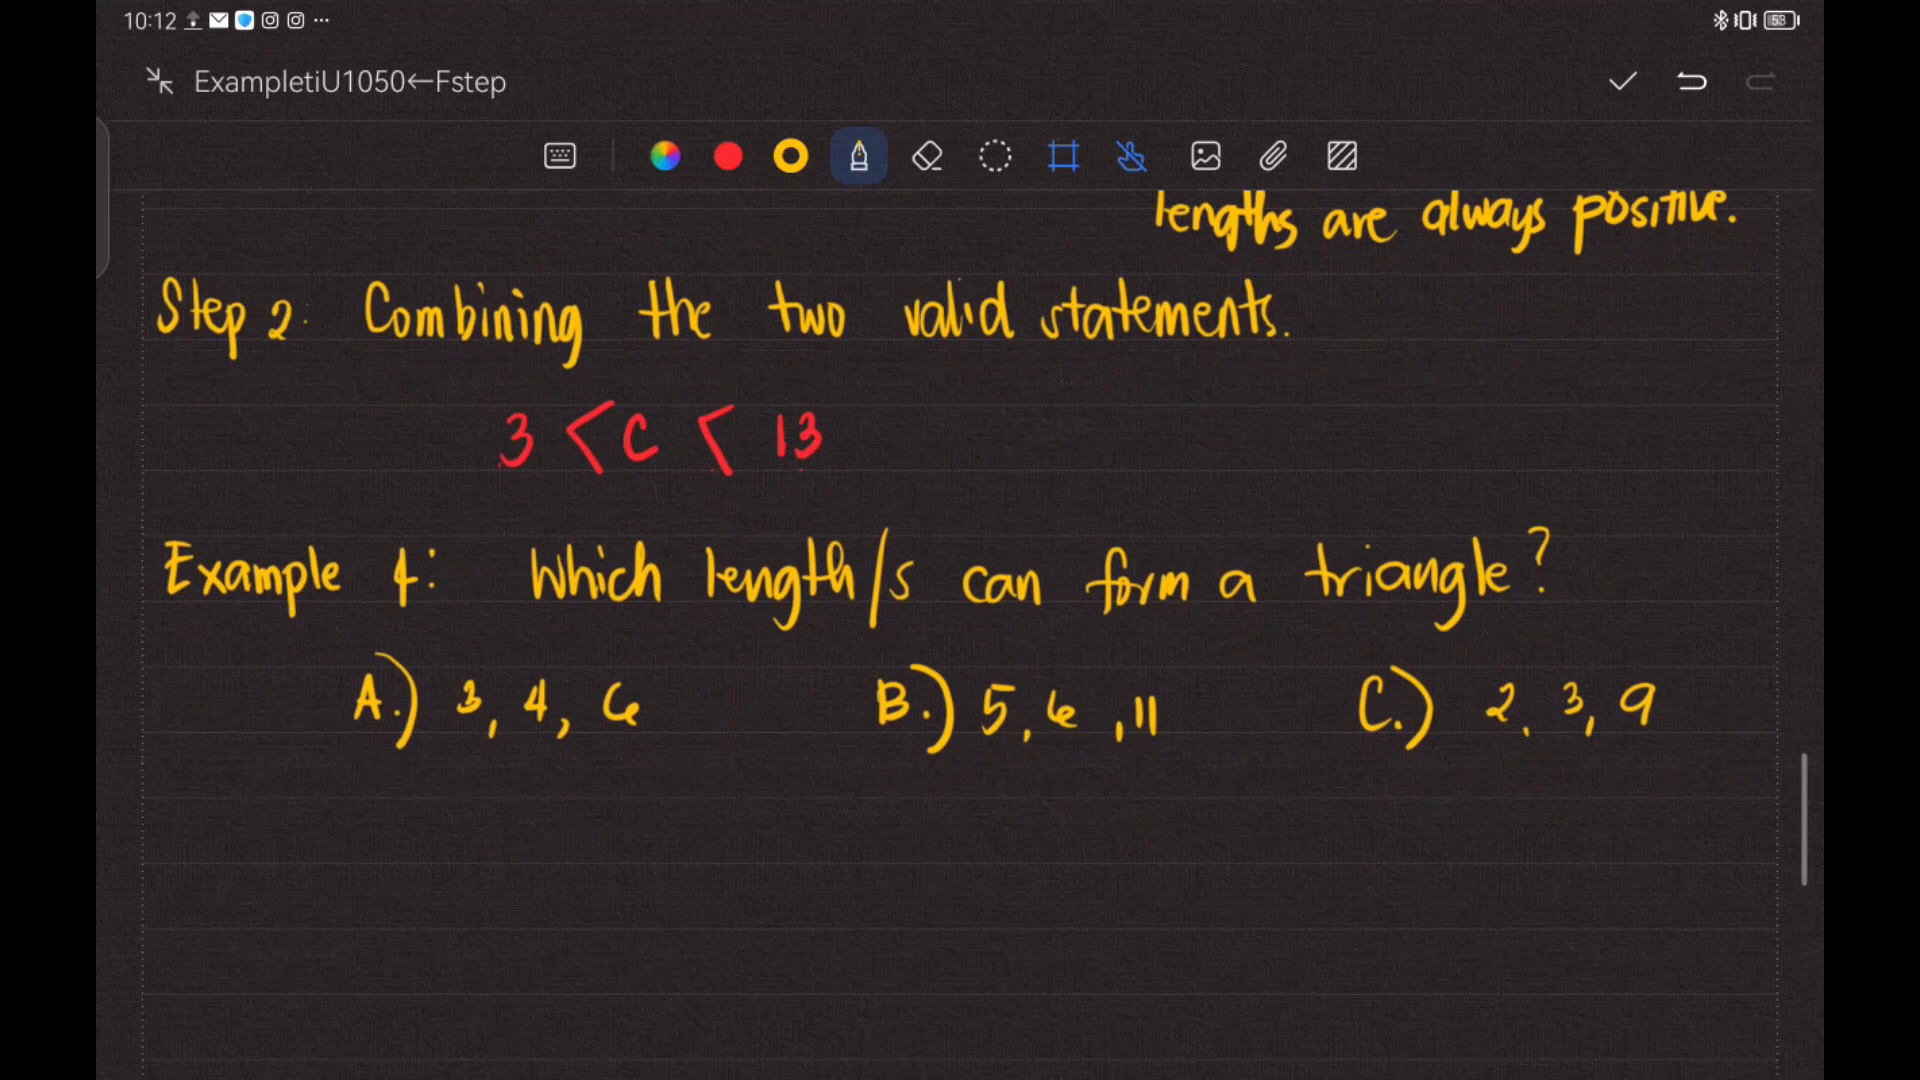 10:12 ...
53
ExampletiU1050←Fstep
lengths are always positive.
Step 2. Combining the two valid statements.
3 < C < 13
Example 4: Which length/s can form a triangle?
A.) 3, 4, 6 B.) 5, 6, 11 C.) 2, 3, 9